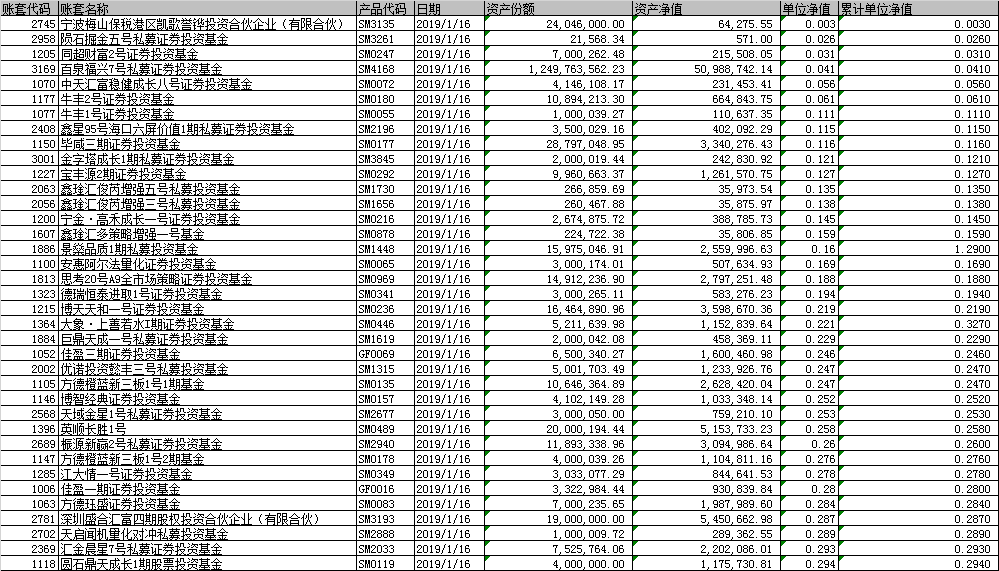 账套代码 账套名称 产品代码 日期 资产份额 资产净值 单位净值 累计单位净值
2745 宁波梅山保税港区凯歌誉铧投资合伙企业（有限合伙） SM3135 2019/1/16 24,046,000.00 64,275.55 0.003 0.0030
2958 陨石掘金五号私募证券投资基金 SM3261 2019/1/16 21,568.34 571.00 0.026 0.0260
1205 同超财富2号证券投资基金 SM0247 2019/1/16 7,000,262.48 215,508.05 0.031 0.0310
3169 百泉福兴7号私募证券投资基金 SM4168 2019/1/16 1,249,763,562.23 50,988,742.14 0.041 0.0410
1070 中天汇富稳健成长八号证券投资基金 SM0072 2019/1/16 4,146,108.17 231,453.41 0.056 0.0560
1177 牛丰2号证券投资基金 SM0180 2019/1/16 10,894,213.30 664,843.75 0.061 0.0610
1077 牛丰1号证券投资基金 SM0055 2019/1/16 1,000,039.27 110,637.35 0.111 0.1110
2408 鑫星95号海口六屏价值1期私募证券投资基金 SM2196 2019/1/16 3,500,029.16 402,092.29 0.115 0.1150
1150 毕咸三期证券投资基金 SM0177 2019/1/16 28,797,048.95 3,340,276.43 0.116 0.1160
3001 金字塔成长1期私募证券投资基金 SM3845 2019/1/16 2,000,019.44 242,830.92 0.121 0.1210
1227 宝丰源2期证券投资基金 SM0292 2019/1/16 9,960,663.37 1,261,570.75 0.127 0.1270
2063 鑫琻汇俊芮增强五号私募投资基金 SM1730 2019/1/16 266,859.69 35,973.54 0.135 0.1350
2056 鑫琻汇俊芮增强三号私募投资基金 SM1656 2019/1/16 260,467.88 35,875.97 0.138 0.1380
1200 宁金·高禾成长一号证券投资基金 SM0216 2019/1/16 2,674,875.72 388,785.73 0.145 0.1450
1607 鑫琻汇多策略增强一号基金 SM0878 2019/1/16 224,722.38 35,806.85 0.159 0.1590
1886 景燊品质1期私募投资基金 SM1448 2019/1/16 15,975,046.91 2,559,996.63 0.16 1.2900
1100 安惠阿尔法量化证券投资基金 SM0065 2019/1/16 3,000,174.01 507,634.93 0.169 0.1690
1813 思考20号A9全市场策略证券投资基金 SM0969 2019/1/16 14,912,236.90 2,797,251.48 0.188 0.1880
1323 德瑞恒泰进取1号证券投资基金 SM0341 2019/1/16 3,000,265.11 583,276.23 0.194 0.1940
1215 博天天和一号证券投资基金 SM0236 2019/1/16 16,464,890.96 3,598,670.36 0.219 0.2190
1364 大象·上善若水I期证券投资基金 SM0446 2019/1/16 5,211,639.98 1,152,839.64 0.221 0.3270
1884 巨鼎天成一号私募证券投资基金 SM1619 2019/1/16 2,000,042.08 458,369.11 0.229 0.2290
1052 佳盈三期证券投资基金 GF0069 2019/1/16 6,500,340.27 1,600,460.98 0.246 0.2460
2002 优诺投资懿丰三号私募基金 SM1315 2019/1/16 5,001,703.49 1,233,926.76 0.247 0.2470
1105 方德橙蓝新三板1号1期基金 SM0135 2019/1/16 10,646,364.89 2,628,420.04 0.247 0.2470
1146 博智经典证券投资基金 SM0157 2019/1/16 4,102,149.28 1,033,348.14 0.252 0.2520
2568 天域金星1号私募证券投资基金 SM2677 2019/1/16 3,000,050.00 759,210.10 0.253 0.2530
1396 英顺长胜1号 SM0489 2019/1/16 20,000,194.44 5,153,733.23 0.258 0.2580
2689 榐源新赢2号私募证券投资基金 SM2940 2019/1/16 11,893,338.96 3,094,986.64 0.26 0.2600
1147 方德橙蓝新三板1号2期基金 SM0178 2019/1/16 4,000,039.26 1,104,811.16 0.276 0.2760
1285 江大情一号证券投资基金 SM0349 2019/1/16 3,033,077.29 844,641.53 0.278 0.2780
1006 佳盈一期证券投资基金 GF0016 2019/1/16 3,322,984.44 930,839.84 0.28 0.2800
1063 方德珏盛证券投资基金 SM0083 2019/1/16 7,000,235.65 1,987,989.60 0.284 0.2840
2781 深圳盛合汇富四期股权投资合伙企业（有限合伙） SM3193 2019/1/16 19,000,000.00 5,450,662.98 0.287 0.2870
2702 天启闻机量化对冲私募投资基金 SM2888 2019/1/16 1,000,009.72 289,362.55 0.289 0.2890
2369 汇金晨星7号私募证券投资基金 SM2033 2019/1/16 7,525,764.06 2,202,086.01 0.293 0.2930
1118 圆石鼎天成长1期股票投资基金 SM0119 2019/1/16 4,000,000.00 1,175,730.81 0.294 0.2940